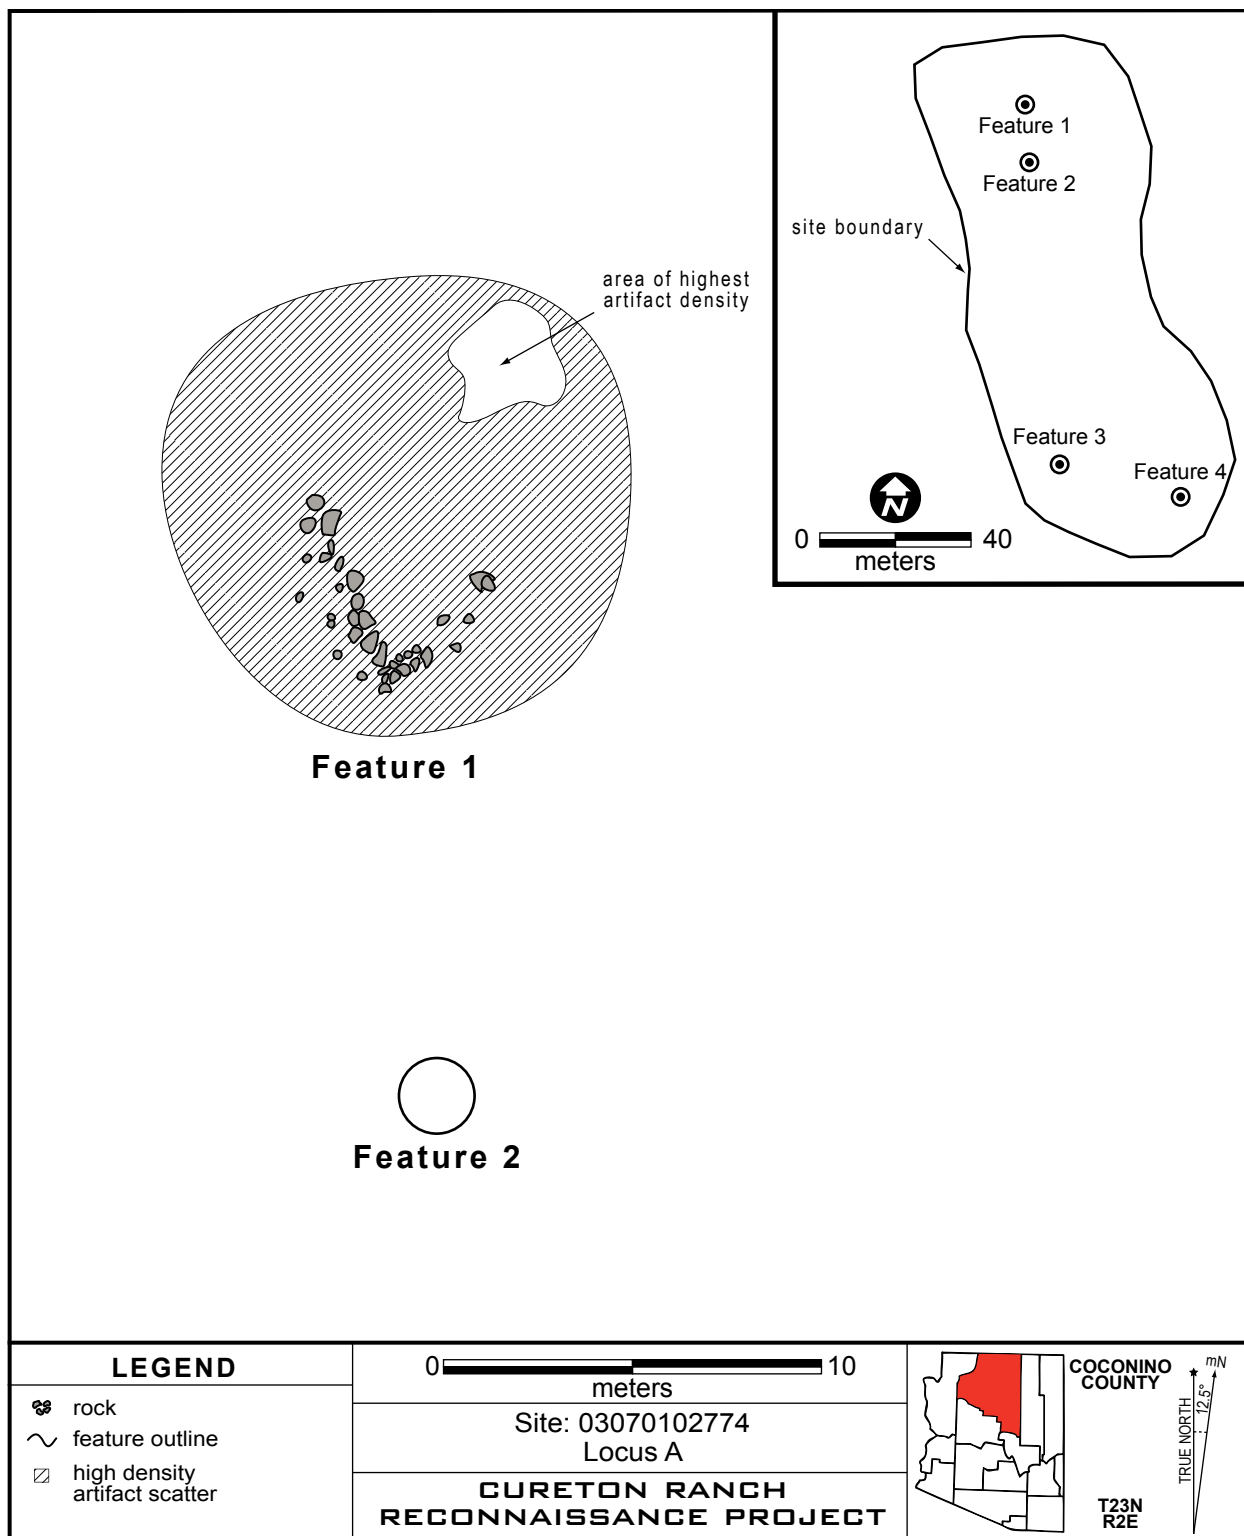 Feature 1
Feature 2
site boundary
Feature 3
Feature 4
N
0 40
meters
area of highest
artifact density
Feature 1
Feature 2
LEGEND
rock
feature outline
high density
artifact scatter
0 10
meters
Site: 03070102774
Locus A
CURETON RANCH
RECONNAISSANCE PROJECT
COCONINO
COUNTY
T23N
R2E
mN
12.5°
TRUE NORTH